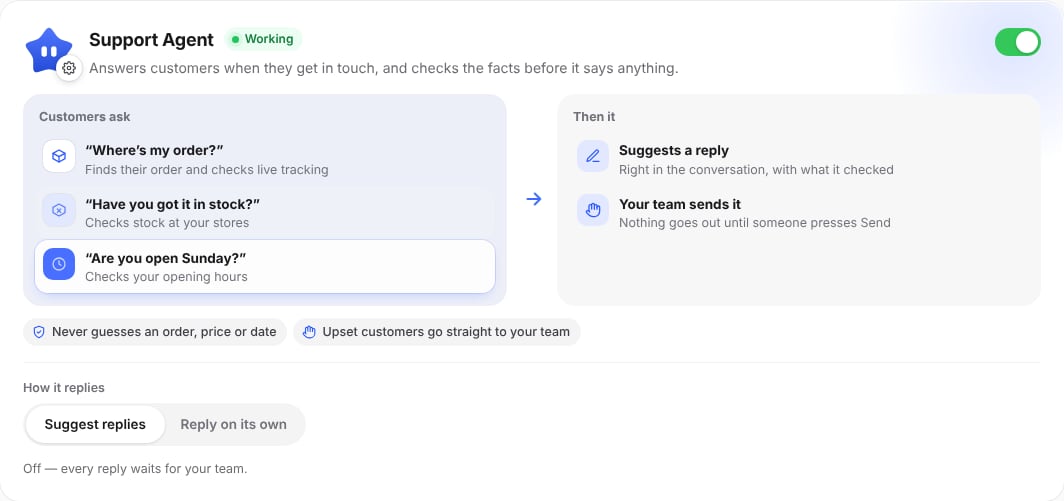 Support Agent
Working
Answers customers when they get in touch, and checks the facts before it says anything.
Customers ask
“Where’s my order?”
Finds their order and checks live tracking
“Have you got it in stock?”
Checks stock at your stores
“Are you open Sunday?”
Checks your opening hours
Then it
Suggests a reply
Right in the conversation, with what it checked
Your team sends it
Nothing goes out until someone presses Send
Never guesses an order, price or date
Upset customers go straight to your team
How it replies
Suggest replies
Reply on its own
Off — every reply waits for your team.